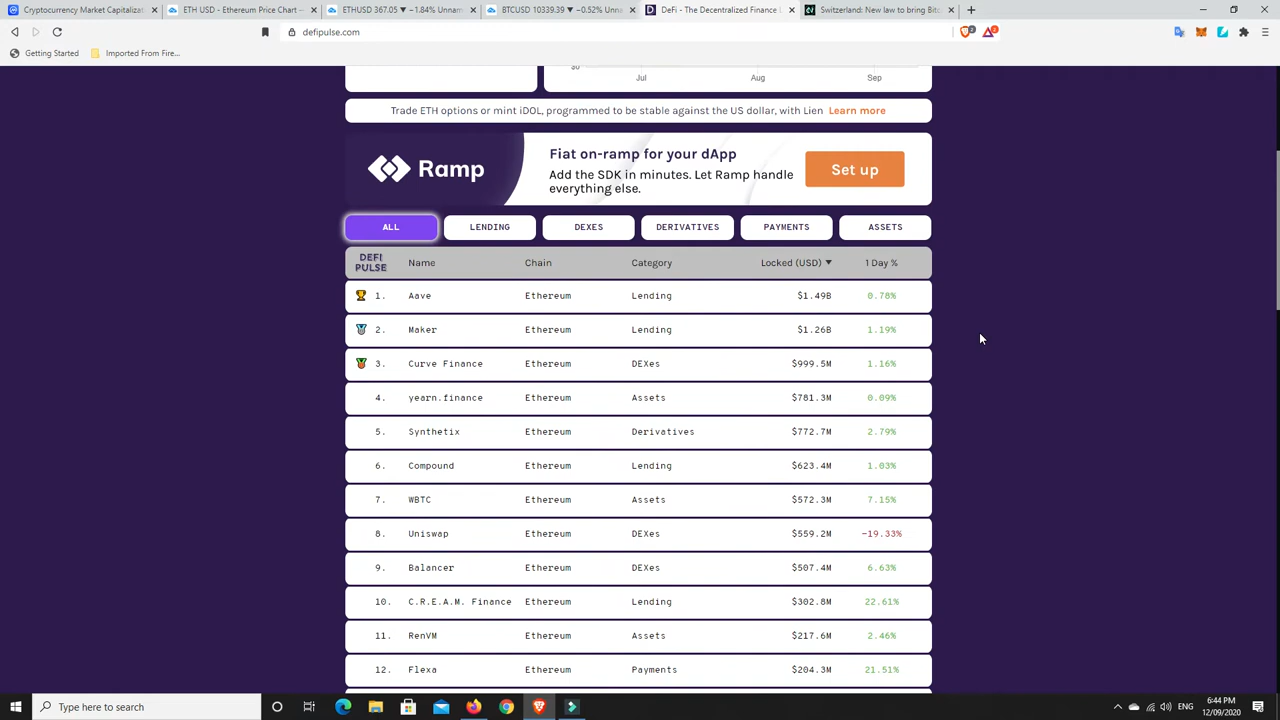 Cryptocurrency Market Capitalizat
ETH USD - Ethereum Price Chart —
ETHUSD 367.05 ▼ −1.84% Unnam
BTCUSD 10339.39 ▼ −0.52% Unna
DeFi - The Decentralized Finance L
Switzerland: New law to bring Bitc
defipulse.com
Getting Started
Imported From Fire...
$0
Jul
Aug
Sep
Trade ETH options or mint iDOL, programmed to be stable against the US dollar, with Lien Learn more
Ramp
Fiat on-ramp for your dApp
Add the SDK in minutes. Let Ramp handle
everything else.
Set up
ALL LENDING DEXES DERIVATIVES PAYMENTS ASSETS
DEFI PULSE Name Chain Category Locked (USD) ▼ 1 Day %
1. Aave Ethereum Lending $1.49B 0.78%
2. Maker Ethereum Lending $1.26B 1.19%
3. Curve Finance Ethereum DEXes $999.5M 1.16%
4. yearn.finance Ethereum Assets $781.3M 0.09%
5. Synthetix Ethereum Derivatives $772.7M 2.79%
6. Compound Ethereum Lending $623.4M 1.03%
7. WBTC Ethereum Assets $572.3M 7.15%
8. Uniswap Ethereum DEXes $559.2M −19.33%
9. Balancer Ethereum DEXes $507.4M 6.63%
10. C.R.E.A.M. Finance Ethereum Lending $302.8M 22.61%
11. RenVM Ethereum Assets $217.6M 2.46%
12. Flexa Ethereum Payments $204.3M 21.51%
Type here to search
ENG
6:44 PM
12/09/2020